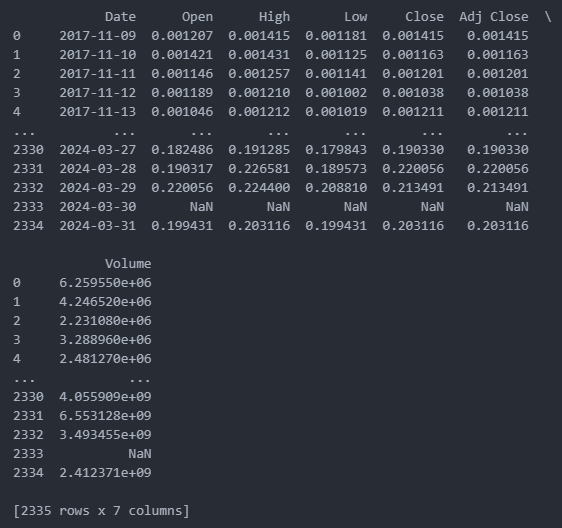 Date      Open      High       Low     Close  Adj Close  \
0     2017-11-09  0.001207  0.001415  0.001181  0.001415   0.001415
1     2017-11-10  0.001421  0.001431  0.001125  0.001163   0.001163
2     2017-11-11  0.001146  0.001257  0.001141  0.001201   0.001201
3     2017-11-12  0.001189  0.001210  0.001002  0.001038   0.001038
4     2017-11-13  0.001046  0.001212  0.001019  0.001211   0.001211
...          ...       ...       ...       ...       ...        ...
2330  2024-03-27  0.182486  0.191285  0.179843  0.190330   0.190330
2331  2024-03-28  0.190317  0.226581  0.189573  0.220056   0.220056
2332  2024-03-29  0.220056  0.224400  0.208810  0.213491   0.213491
2333  2024-03-30       NaN       NaN       NaN       NaN        NaN
2334  2024-03-31  0.199431  0.203116  0.199431  0.203116   0.203116
            Volume
0     6.259550e+06
1     4.246520e+06
2     2.231080e+06
3     3.288960e+06
4     2.481270e+06
...            ...
2330  4.055909e+09
2331  6.553128e+09
2332  3.493455e+09
2333           NaN
2334  2.412371e+09
[2335 rows x 7 columns]